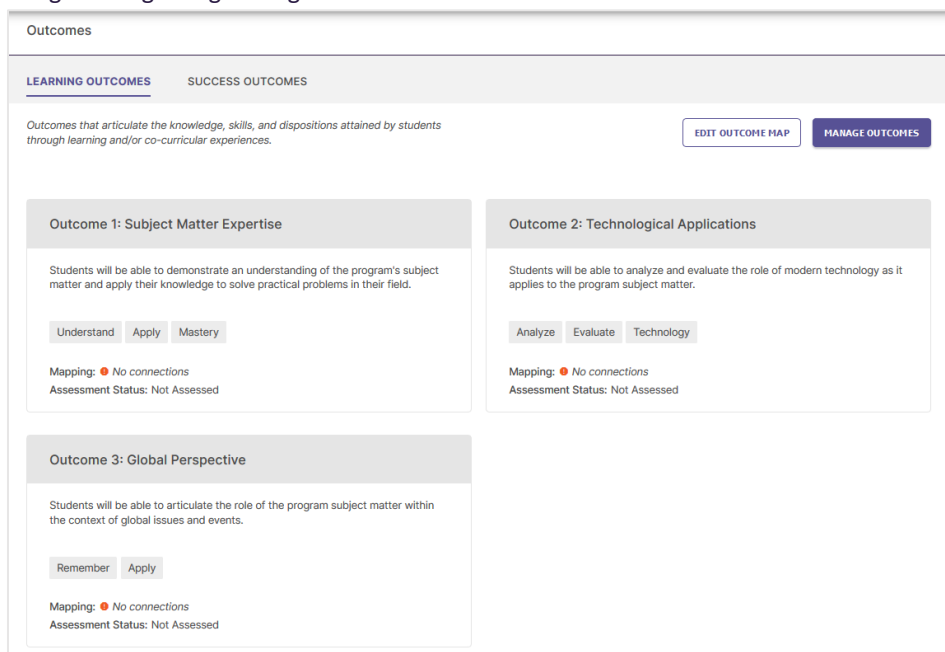 Outcomes
LEARNING OUTCOMES
SUCCESS OUTCOMES
Outcomes that articulate the knowledge, skills, and dispositions attained by students
through learning and/or co-curricular experiences.
EDIT OUTCOME MAP
MANAGE OUTCOMES
Outcome 1: Subject Matter Expertise
Students will be able to demonstrate an understanding of the program's subject
matter and apply their knowledge to solve practical problems in their field.
Understand Apply Mastery
Mapping: No connections
Assessment Status: Not Assessed
Outcome 2: Technological Applications
Students will be able to analyze and evaluate the role of modern technology as it
applies to the program subject matter.
Analyze Evaluate Technology
Mapping: No connections
Assessment Status: Not Assessed
Outcome 3: Global Perspective
Students will be able to articulate the role of the program subject matter within
the context of global issues and events.
Remember Apply
Mapping: No connections
Assessment Status: Not Assessed